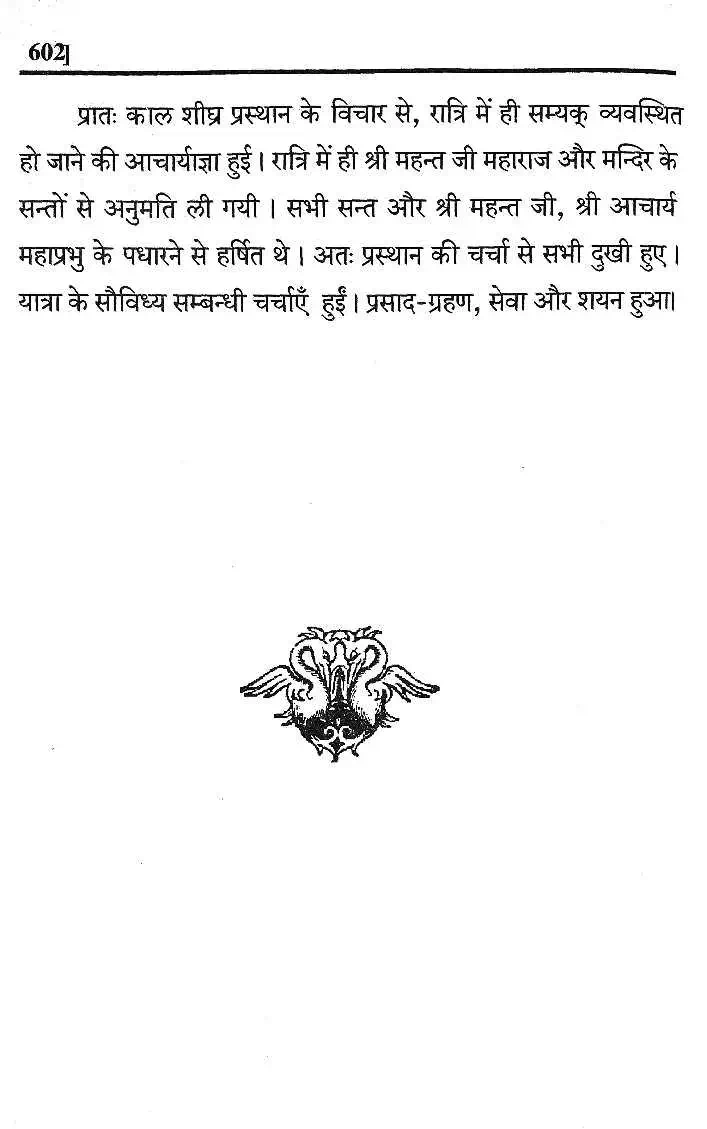 602]
प्रातः काल शीघ्र प्रस्थान के विचार से, रात्रि में ही सम्यक् व्यवस्थित
हो जाने की आचार्याज्ञा हुई। रात्रि में ही श्री महन्त जी महाराज और मन्दिर के
सन्तों से अनुमति ली गयी । सभी सन्त और श्री महन्त जी, श्री आचार्य
महाप्रभु के पधारने से हर्षित थे । अतः प्रस्थान की चर्चा से सभी दुखी हुए ।
यात्रा के सौविध्य सम्बन्धी चर्चाएँ हुईं। प्रसाद-ग्रहण, सेवा और शयन हुआ।